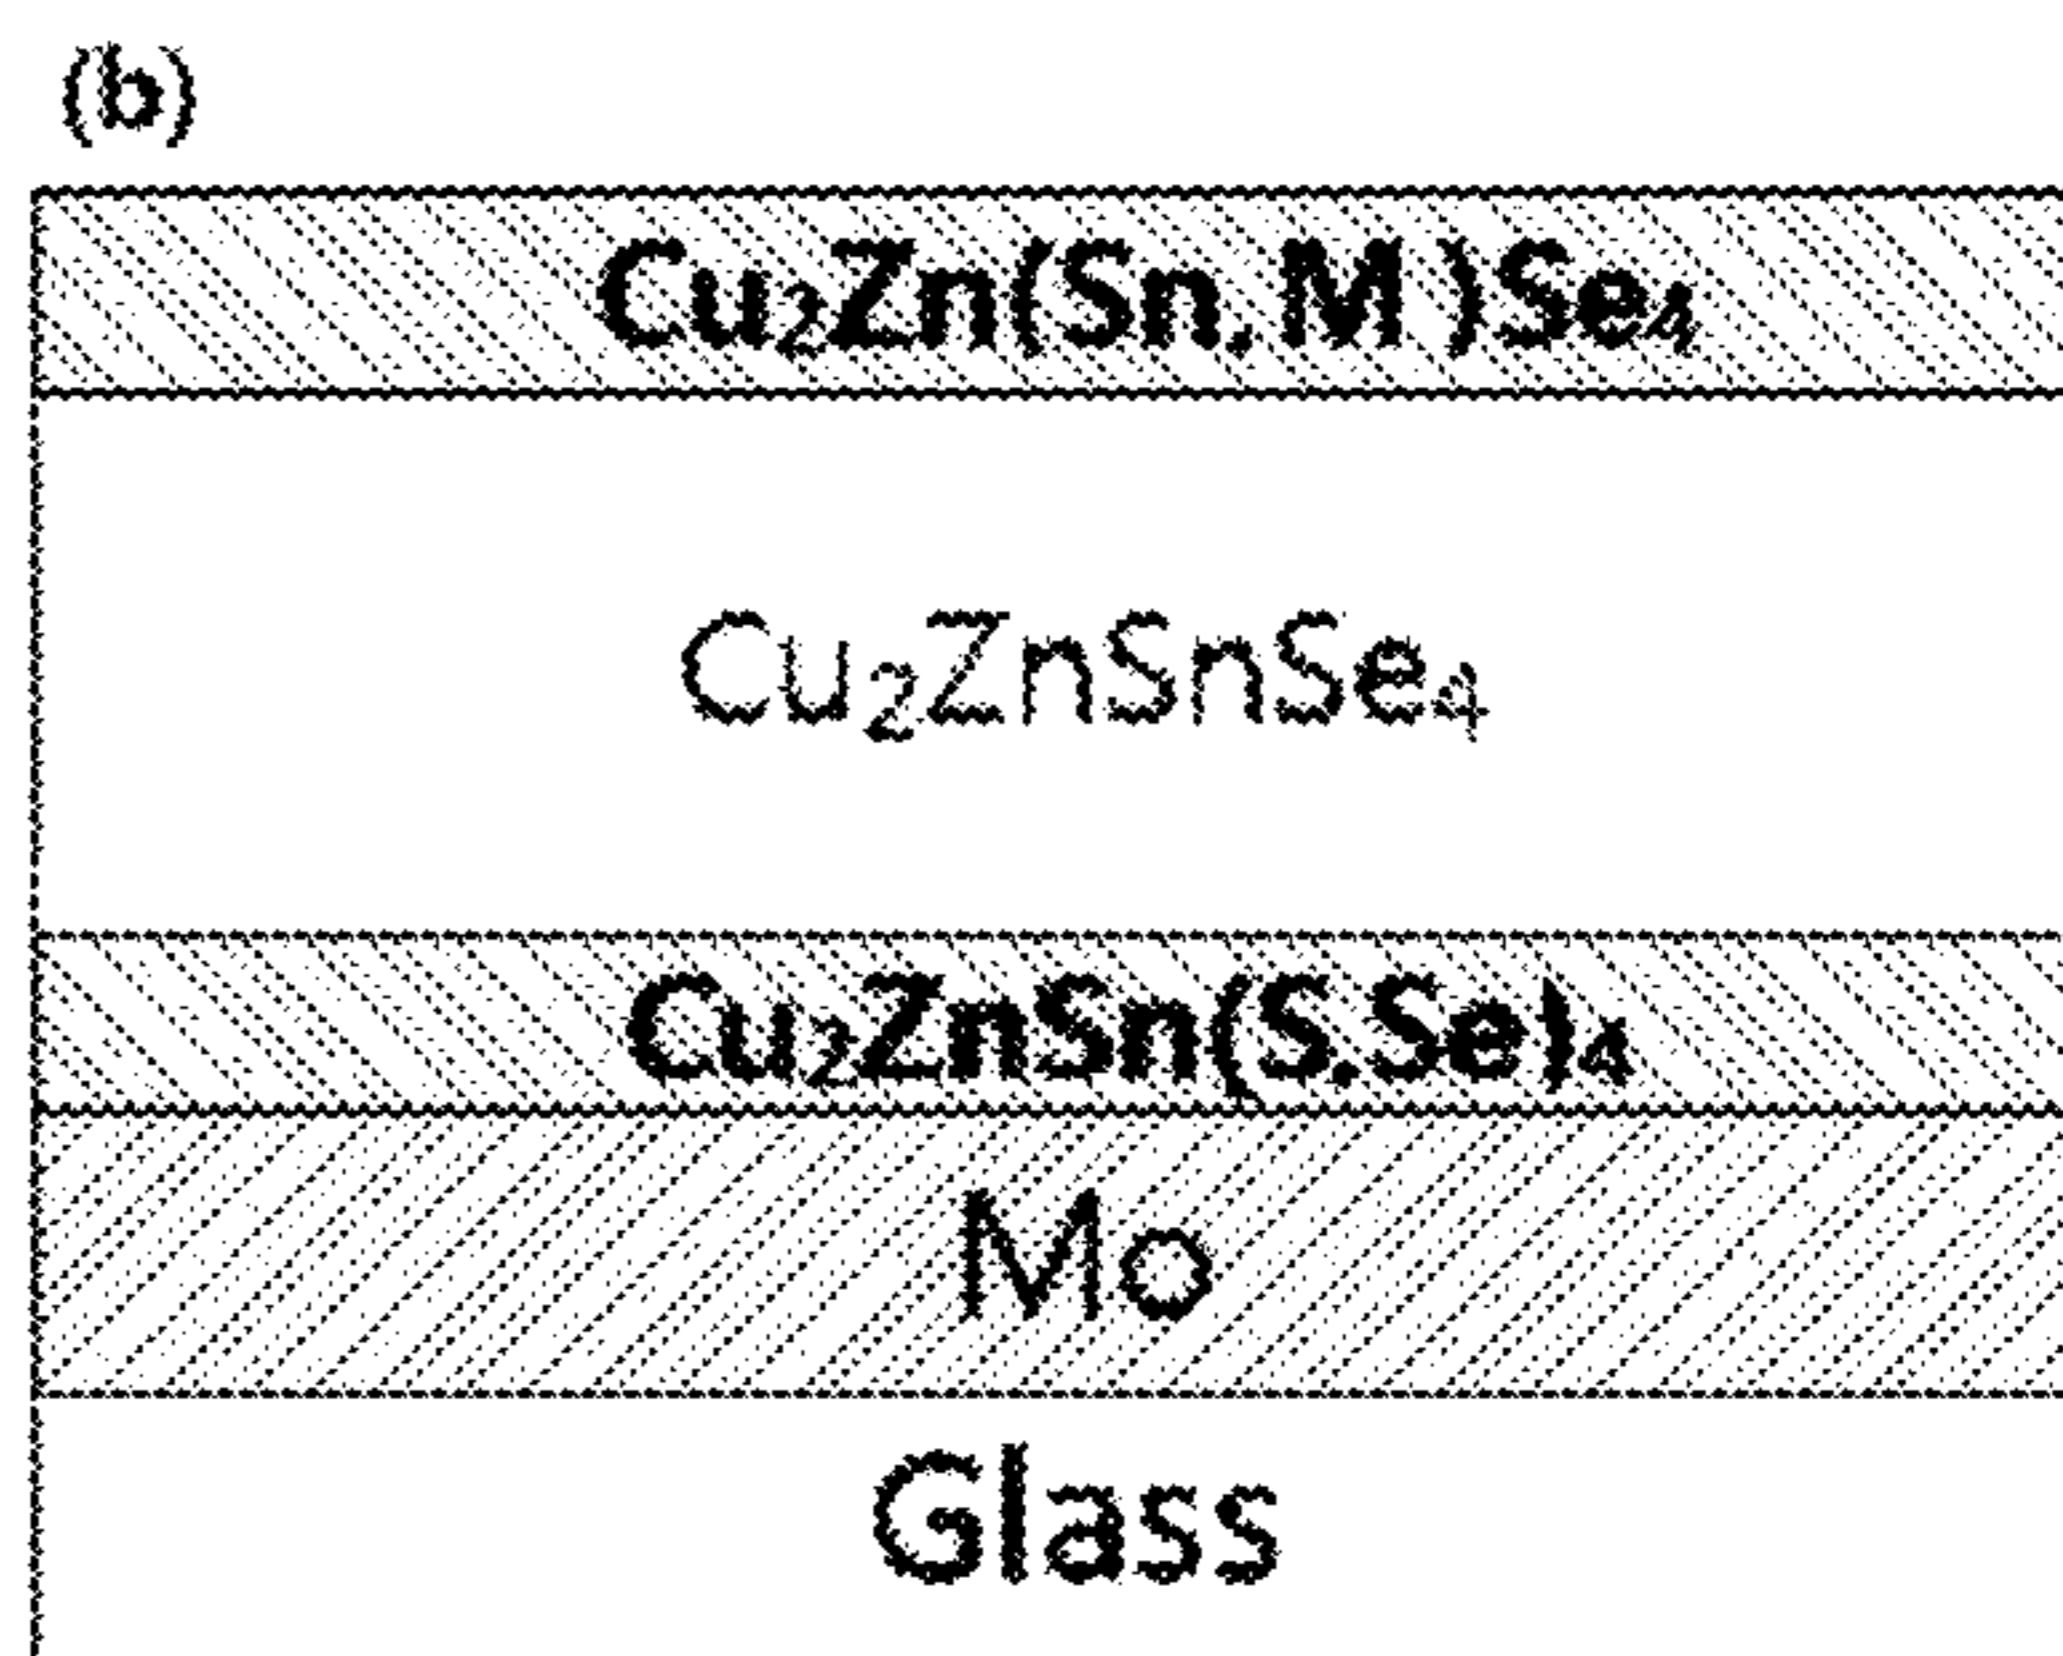 (b)
Cu₂Zn(Sn,M)Se₄
Cu₂ZnSnSe₄
Cu₂ZnSn(S,Se)₄
Mo
Glass